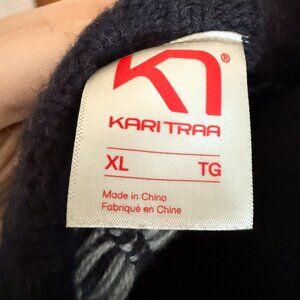 ®
KARI TRAA
XL TG
Made in China
Fabriqué en Chine